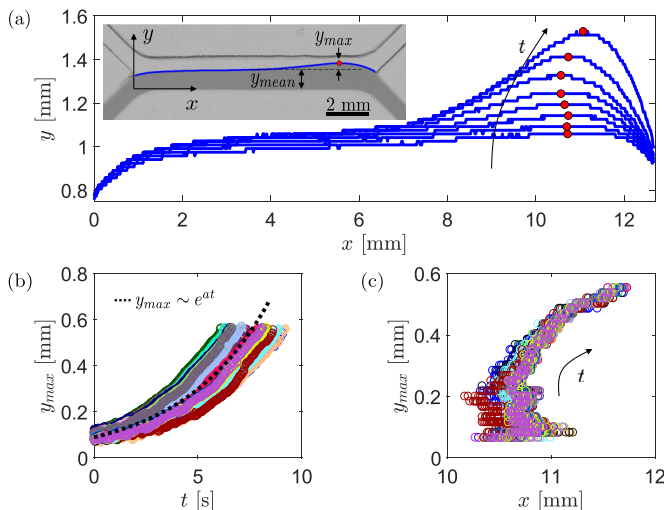 (a)
1.6
1.4
1.2
1
0.8
y [mm]
y
x
y_max
y_mean
2 mm
t
0 2 4 6 8 10 12
x [mm]
(b)
0.8
0.6
0.4
0.2
0
y_max [mm]
y_max ∼ e^{at}
0 5 10
t [s]
(c)
0.8
0.6
0.4
0.2
0
y_max [mm]
t
10 11 12
x [mm]